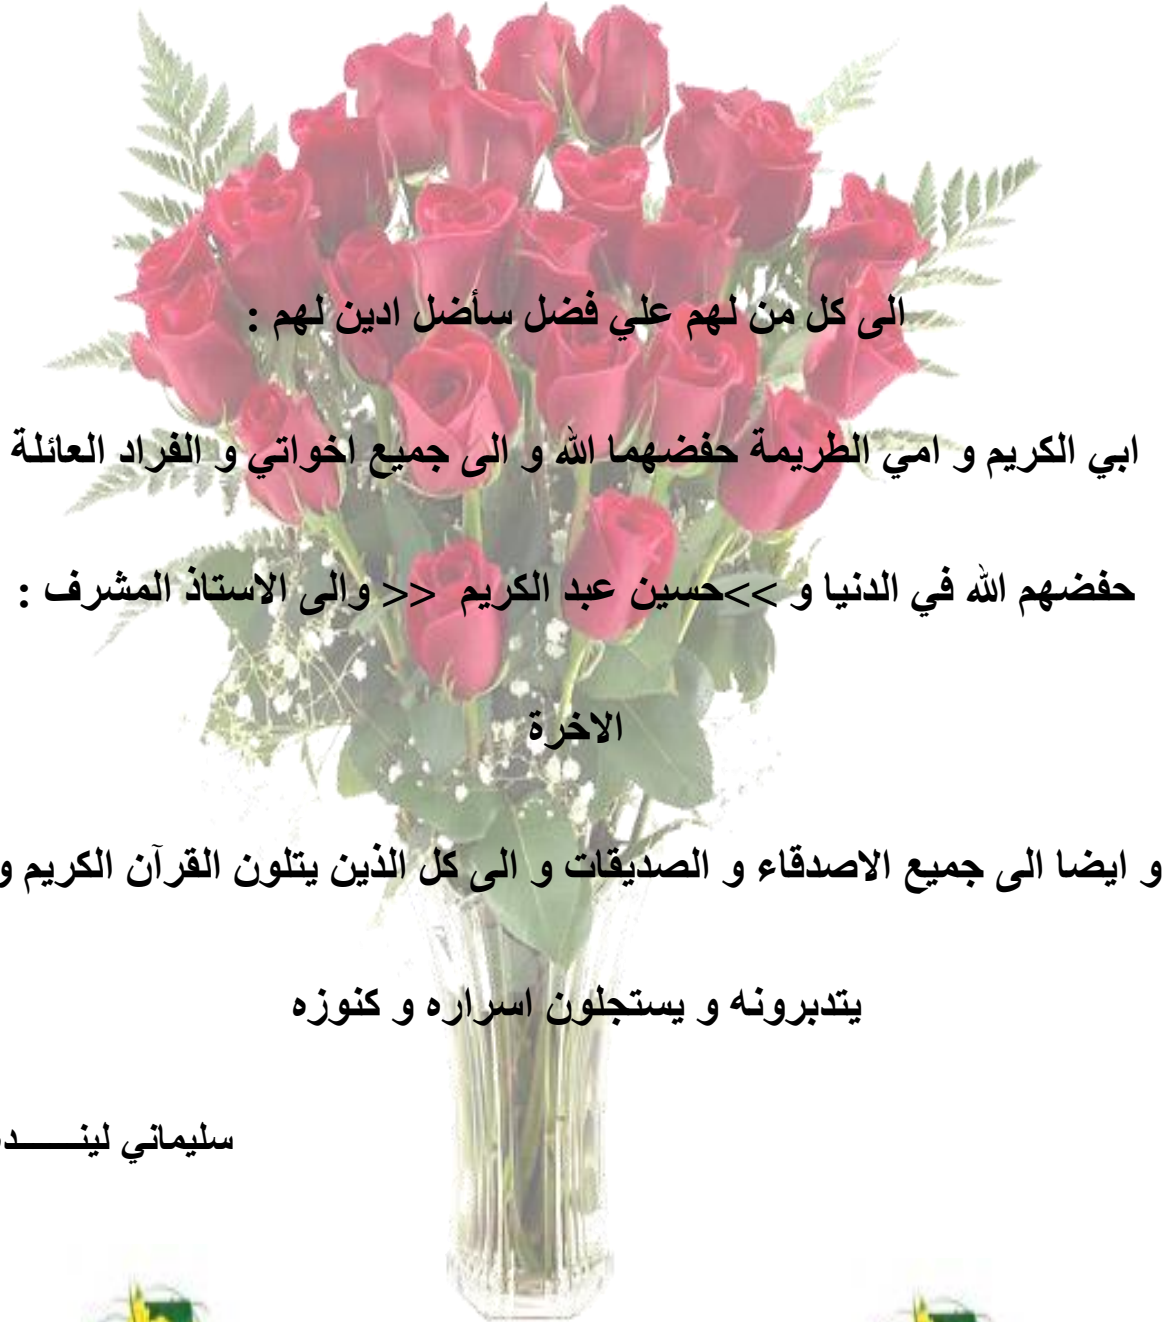 الى كل من لهم علي فضل سأضل ادين لهم :
ابي الكريم و امي الطريمة حفضهما الله و الى جميع اخواتي و الفراد العائلة
حفضهم الله في الدنيا و >>حسين عبد الكريم >> والى الاستاذ المشرف :
الاخرة
و ايضا الى جميع الاصدقاء و الصديقات و الى كل الذين يتلون القرآن الكريم و
يتدبرونه و يستجلون اسراره و كنوزه
سليماني